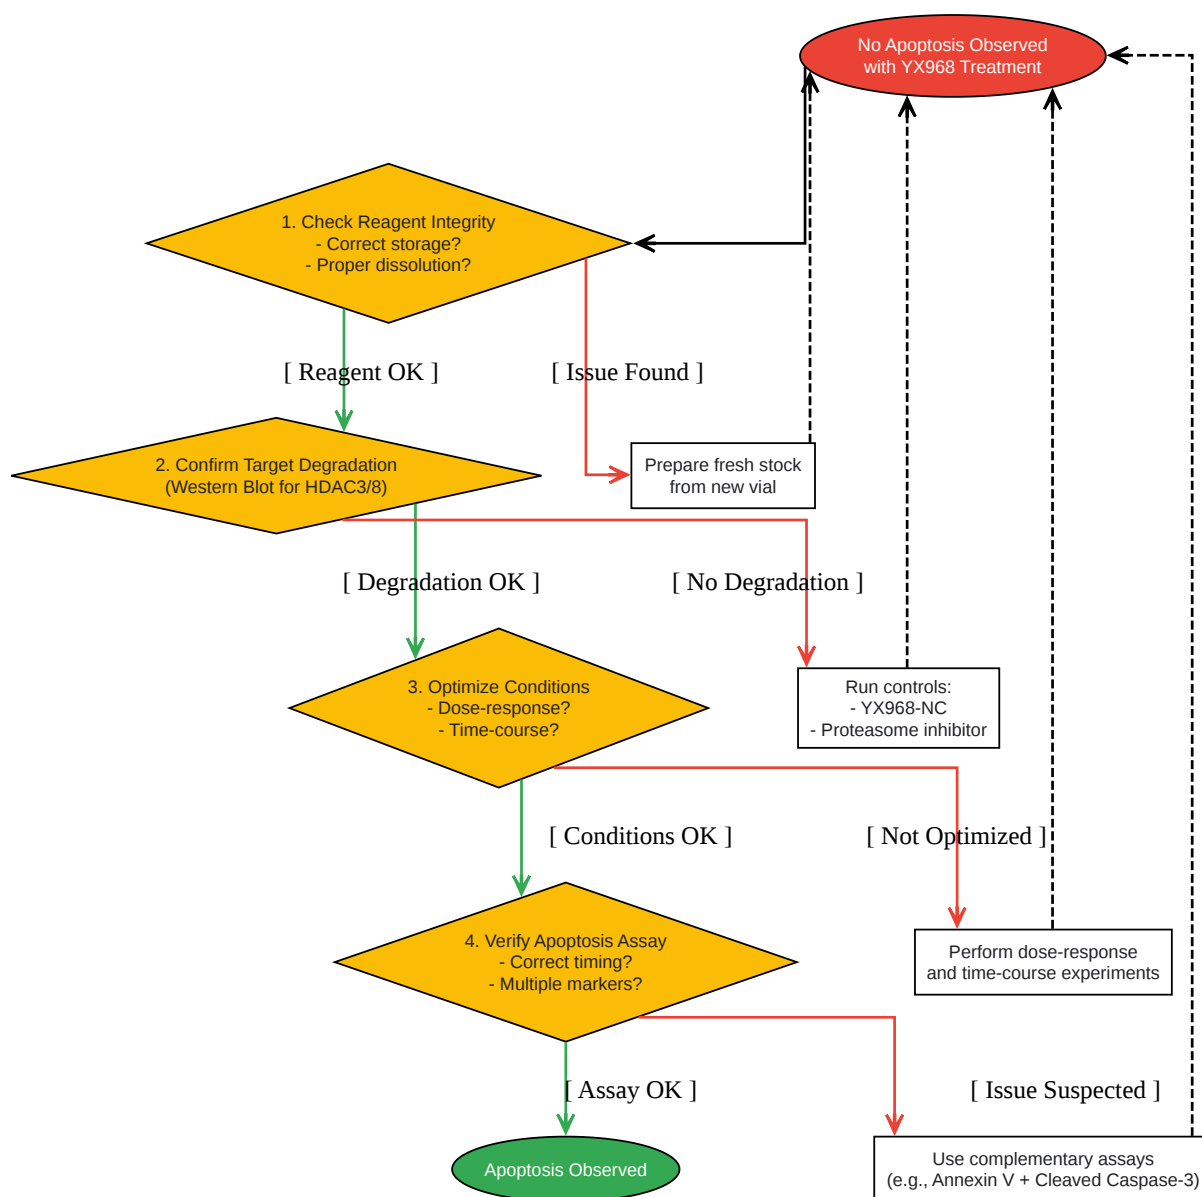 No Apoptosis Observed
with YX968 Treatment
1. Check Reagent Integrity
- Correct storage?
- Proper dissolution?
[ Reagent OK ]
[ Issue Found ]
2. Confirm Target Degradation
(Western Blot for HDAC3/8)
Prepare fresh stock
from new vial
[ Degradation OK ]
[ No Degradation ]
3. Optimize Conditions
- Dose-response?
- Time-course?
Run controls:
- YX968-NC
- Proteasome inhibitor
[ Conditions OK ]
[ Not Optimized ]
4. Verify Apoptosis Assay
- Correct timing?
- Multiple markers?
Perform dose-response
and time-course experiments
[ Assay OK ]
[ Issue Suspected ]
Apoptosis Observed
Use complementary assays
(e.g., Annexin V + Cleaved Caspase-3)